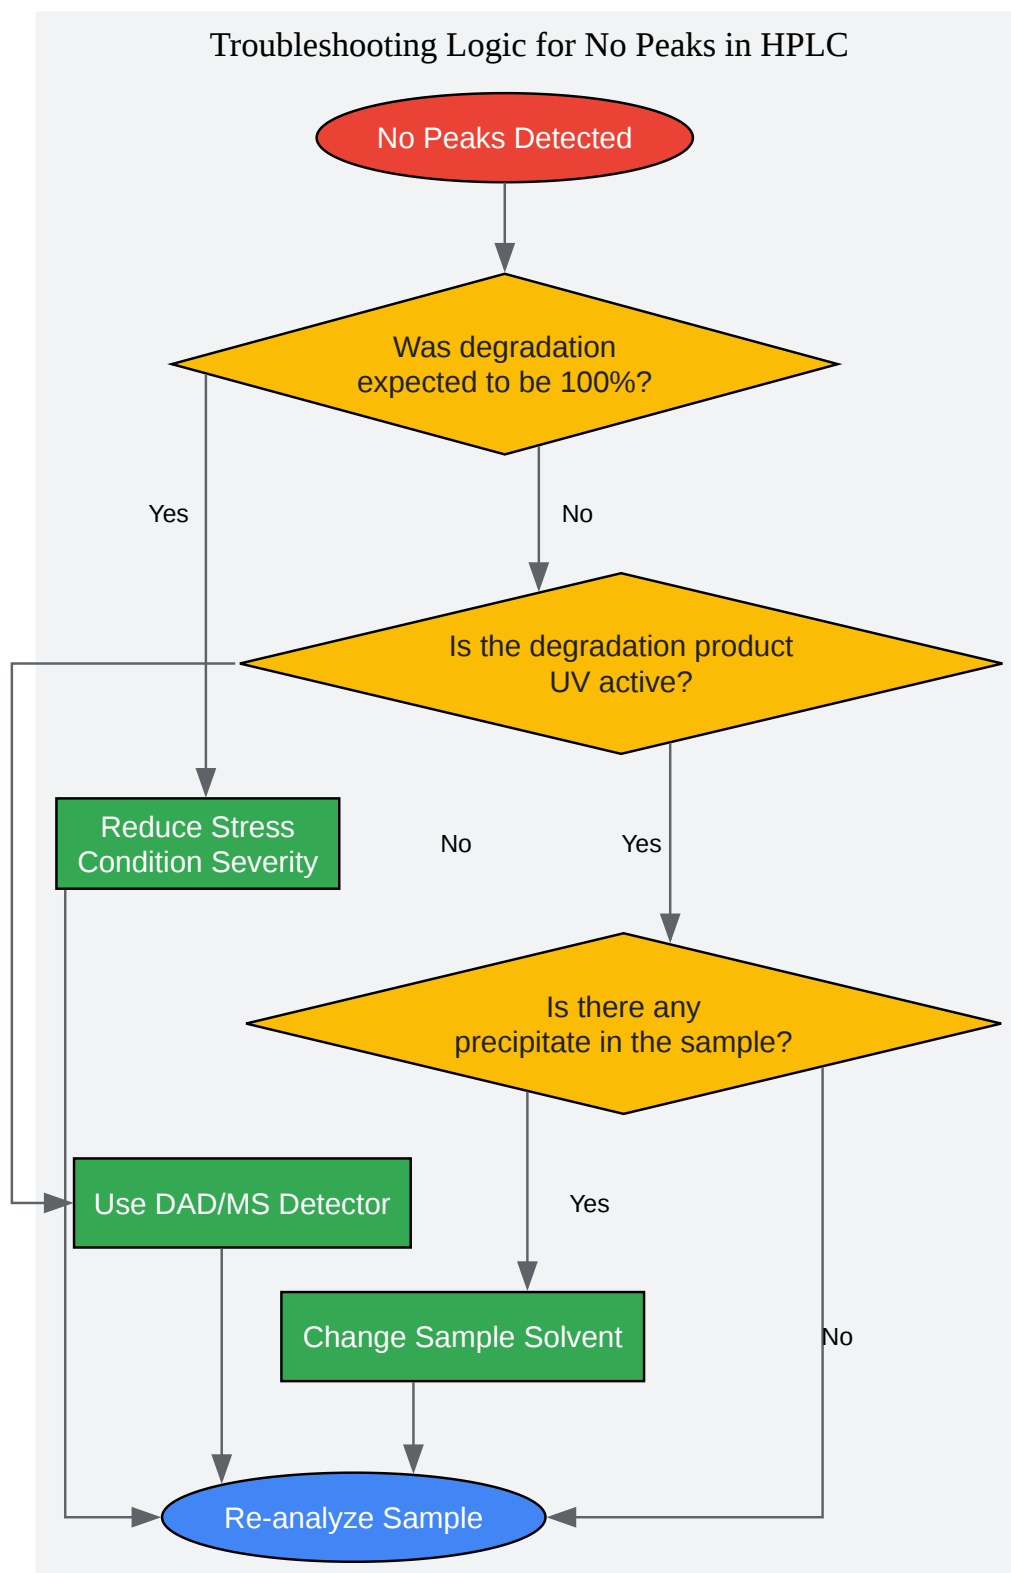 Troubleshooting Logic for No Peaks in HPLC
No Peaks Detected
Was degradation
expected to be 100%?
Yes
No
Is the degradation product
UV active?
Reduce Stress
Condition Severity
No
Yes
Is there any
precipitate in the sample?
Use DAD/MS Detector
Yes
Change Sample Solvent
No
Re-analyze Sample